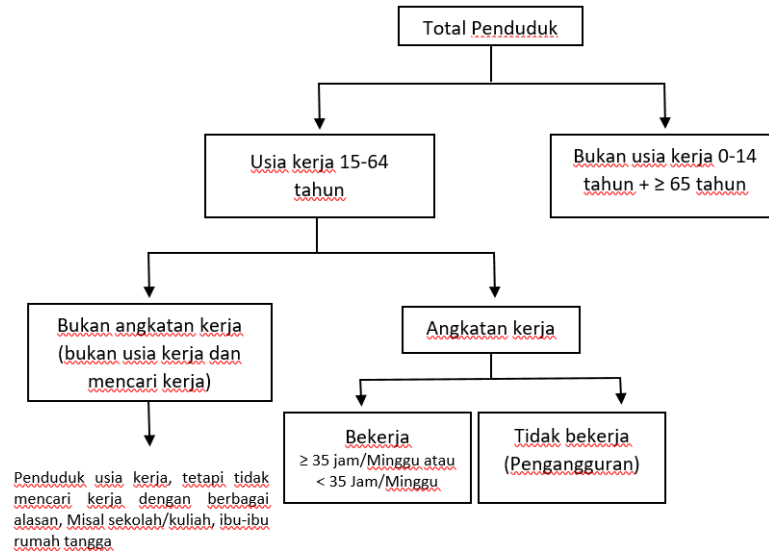 Total Penduduk
Usia kerja 15-64
tahun
Bukan usia kerja 0-14
tahun + ≥ 65 tahun
Bukan angkatan kerja
(bukan usia kerja dan
mencari kerja)
Angkatan kerja
Bekerja
≥ 35 jam/Minggu atau
< 35 Jam/Minggu
Tidak bekerja
(Pengangguran)
Penduduk usia kerja, tetapi tidak
mencari kerja dengan berbagai
alasan, Misal sekolah/kuliah, ibu-ibu
rumah tangga